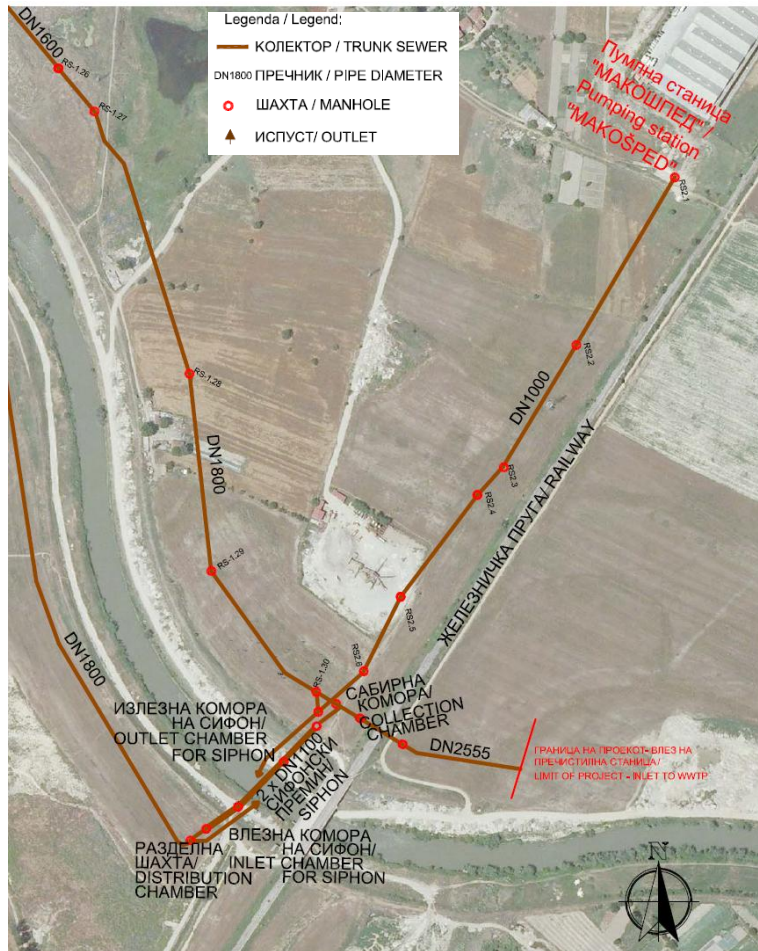 Legenda / Legend:
КОЛЕКТОР / TRUNK SEWER
DN1800 ПРЕЧНИК / PIPE DIAMETER
ШАХТА / MANHOLE
ИСПУСТ/ OUTLET
DN1600
RS-1.26
RS-1.27
Пумпна станица
"МАКОШПЕД" /
Pumping station
"MAKOŠPED"
RS2.1
RS2.2
DN1000
RS-1.28
DN1800
RS2.3
RS2.4
ЖЕЛЕЗНИЧКА ПРУГА/ RAILWAY
RS-1.29
RS2.5
DN1800
RS2.6
RS-1.30
ИЗЛЕЗНА КОМОРА
НА СИФОН/
OUTLET CHAMBER
FOR SIPHON
САБИРНА
КОМОРА/
COLLECTION
CHAMBER
DN2555
ГРАНИЦА НА ПРОЕКСТ- ВЛЕЗ НА
ПРЕЧИСТИЛНА СТАНИЦА/
LIMIT OF PROJECT - INLET TO WWTP
2 x DN1100
СИФОНСКИ
ПРЕМИН/
SIPHON
РАЗДЕЛНА
ШАХТА/
DISTRIBUTION
CHAMBER
ВЛЕЗНА КОМОРА
НА СИФОН/
INLET CHAMBER
FOR SIPHON
N